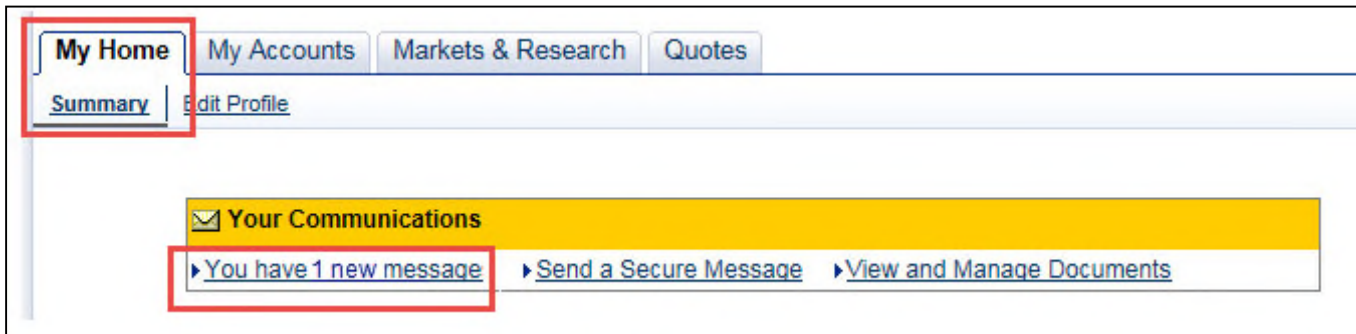 My Home My Accounts Markets & Research Quotes
Summary Edit Profile
Your Communications
You have 1 new message Send a Secure Message View and Manage Documents